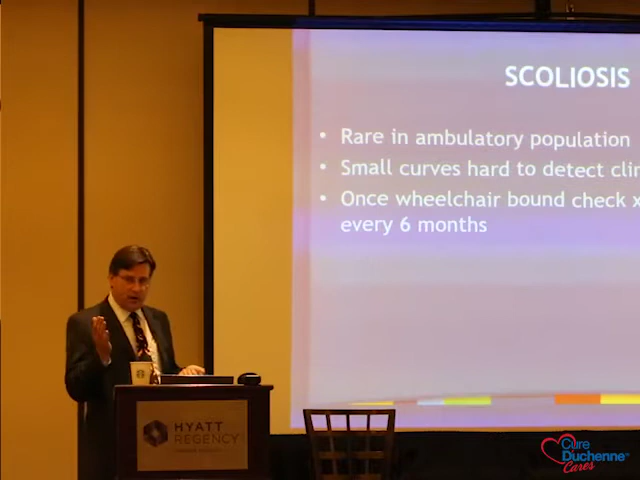 SCOLIOSIS
• Rare in ambulatory population
• Small curves hard to detect clin
• Once wheelchair bound check x
every 6 months
HYATT
REGENCY
Cure
Duchenne
Cares